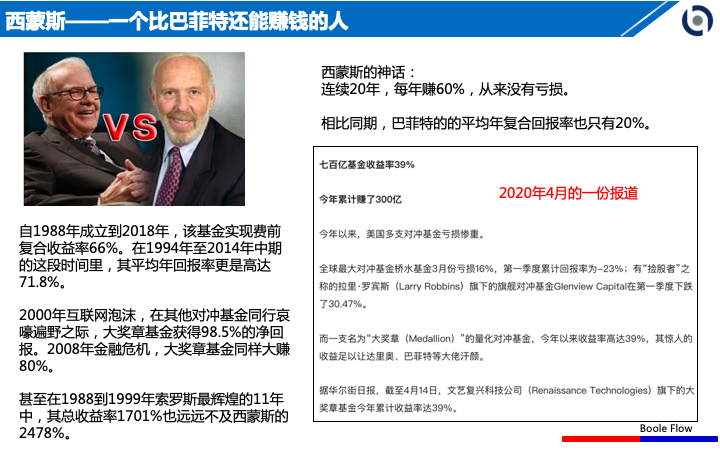 西蒙斯——一个比巴菲特还能赚钱的人
VS
自1988年成立到2018年，该基金实现费前
复合收益率66%。在1994年至2014年中期
的这段时间里，其平均年回报率更是高达
71.8%。
2000年互联网泡沫，在其他对冲基金同行哀
嚎遍野之际，大奖章基金获得98.5%的净回
报。2008年金融危机，大奖章基金同样大赚
80%。
甚至在1988到1999年索罗斯最辉煌的11年
中，其总收益率1701%也远远不及西蒙斯的
2478%。
西蒙斯的神话：
连续20年，每年赚60%，从来没有亏损。
相比同期，巴菲特的的平均年复合回报率也只有20%。
七百亿基金收益率39%
今年累计赚了300亿
2020年4月的一份报道
今年以来，美国多支对冲基金亏损惨重。
全球最大对冲基金桥水基金3月份亏损16%，第一季度累计回报率为-23%；有“捡股者”之
称的拉里·罗宾斯（Larry Robbins）旗下的旗舰对冲基金Glenview Capital在第一季度下跌
了30.47%。
而一支名为“大奖章（Medallion）”的量化对冲基金，今年以来收益率高达39%，其惊人的
收益足以让达里奥、巴菲特等大佬汗颜。
据华尔街日报，截至4月14日，文艺复兴科技公司（Renaissance Technologies）旗下的大
奖章基金今年累计收益率达39%。
Boole Flow